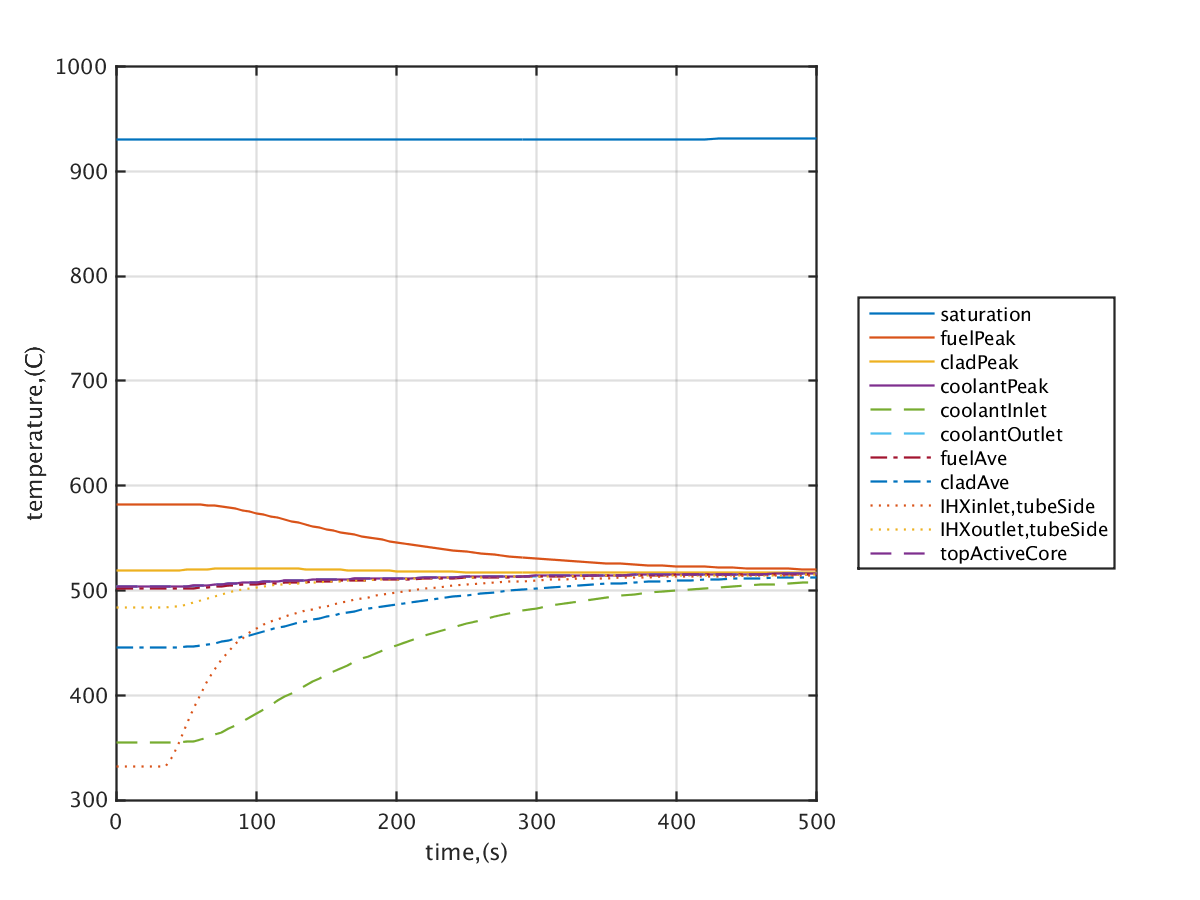 1000
900
800
700
600
500
400
300
temperature,(C)
0 100 200 300 400 500
time,(s)
saturation
fuelPeak
cladPeak
coolantPeak
coolantInlet
coolantOutlet
fuelAve
cladAve
IHXinlet,tubeSide
IHXoutlet,tubeSide
topActiveCore